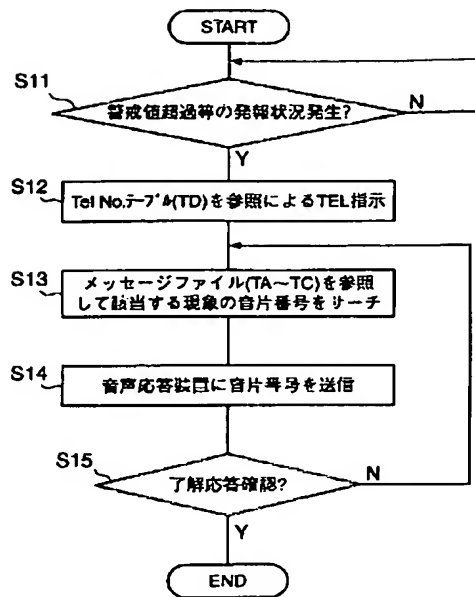 START
S11
警戒値超過等の発報状況発生?
N
Y
S12
Tel No.テーブル(TD)を参照によるTEL指示
S13
メッセージファイル(TA~TC)を参照
して該当する現象の音片番号をサーチ
S14
音声応答装置に音片番号を送信
S15
了解応答確認?
N
Y
END